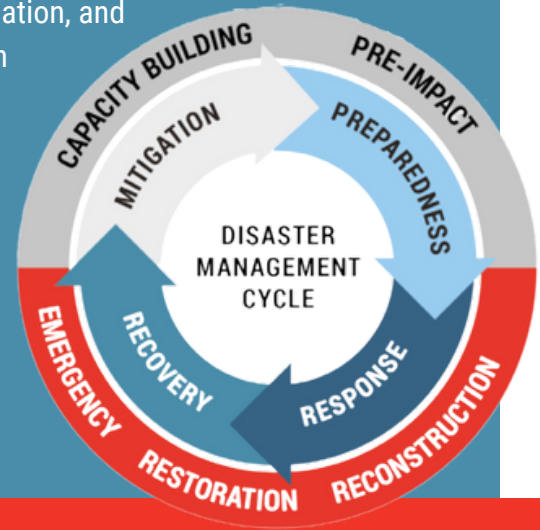 ation, and
n
CAPACITY BUILDING
PRE-IMPACT
MITIGATION
PREPAREDNESS
DISASTER
MANAGEMENT
CYCLE
RECOVERY
RESPONSE
EMERGENCY
RESTORATION
RECONSTRUCTION